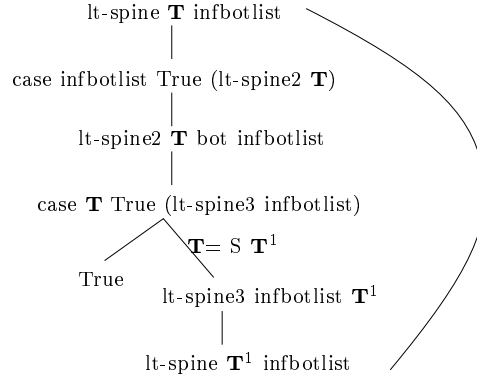 lt-spine T infbotlist
case infbotlist True (lt-spine2 T)
lt-spine2 T bot infbotlist
case T True (lt-spine3 infbotlist)
T= S T¹
True
lt-spine3 infbotlist T¹
lt-spine T¹ infbotlist